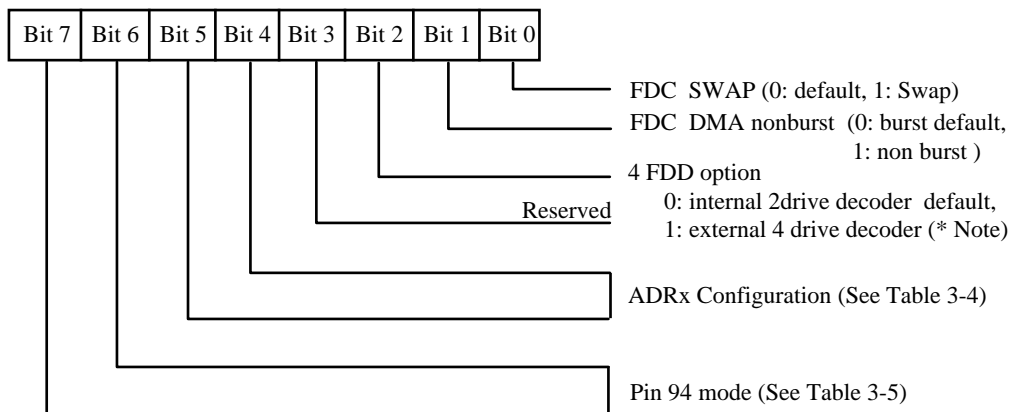 Bit 7 Bit 6 Bit 5 Bit 4 Bit 3 Bit 2 Bit 1 Bit 0
FDC SWAP (0: default, 1: Swap)
FDC DMA nonburst (0: burst default,
1: non burst )
4 FDD option
0: internal 2drive decoder default,
Reserved
1: external 4 drive decoder (* Note)
ADRx Configuration (See Table 3-4)
Pin 94 mode (See Table 3-5)